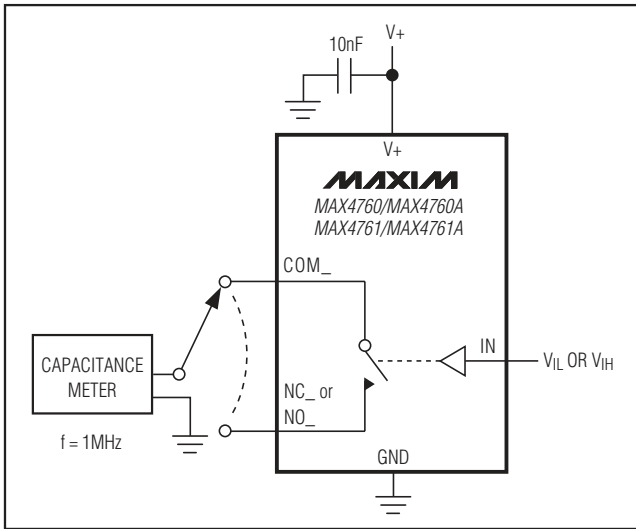 10nF
V+
V+
MAXIM
MAX4760/MAX4760A
MAX4761/MAX4761A
COM_
IN
VIL OR VIH
CAPACITANCE
METER
NC_ or
NO_
f = 1MHz
GND